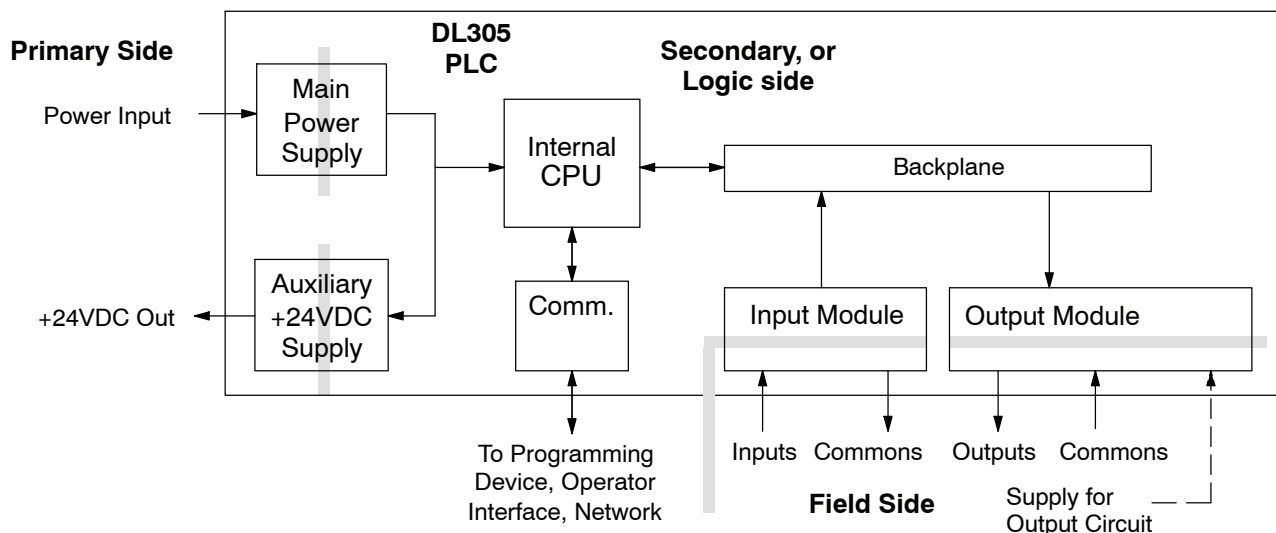 Primary Side
DL305
PLC
Secondary, or
Logic side
Power Input
Main
Power
Supply
Internal
CPU
Backplane
+24VDC Out
Auxiliary
+24VDC
Supply
Comm.
Input Module
Output Module
To Programming
Device, Operator
Interface, Network
Inputs
Commons
Outputs
Commons
Field Side
Supply for
Output Circuit